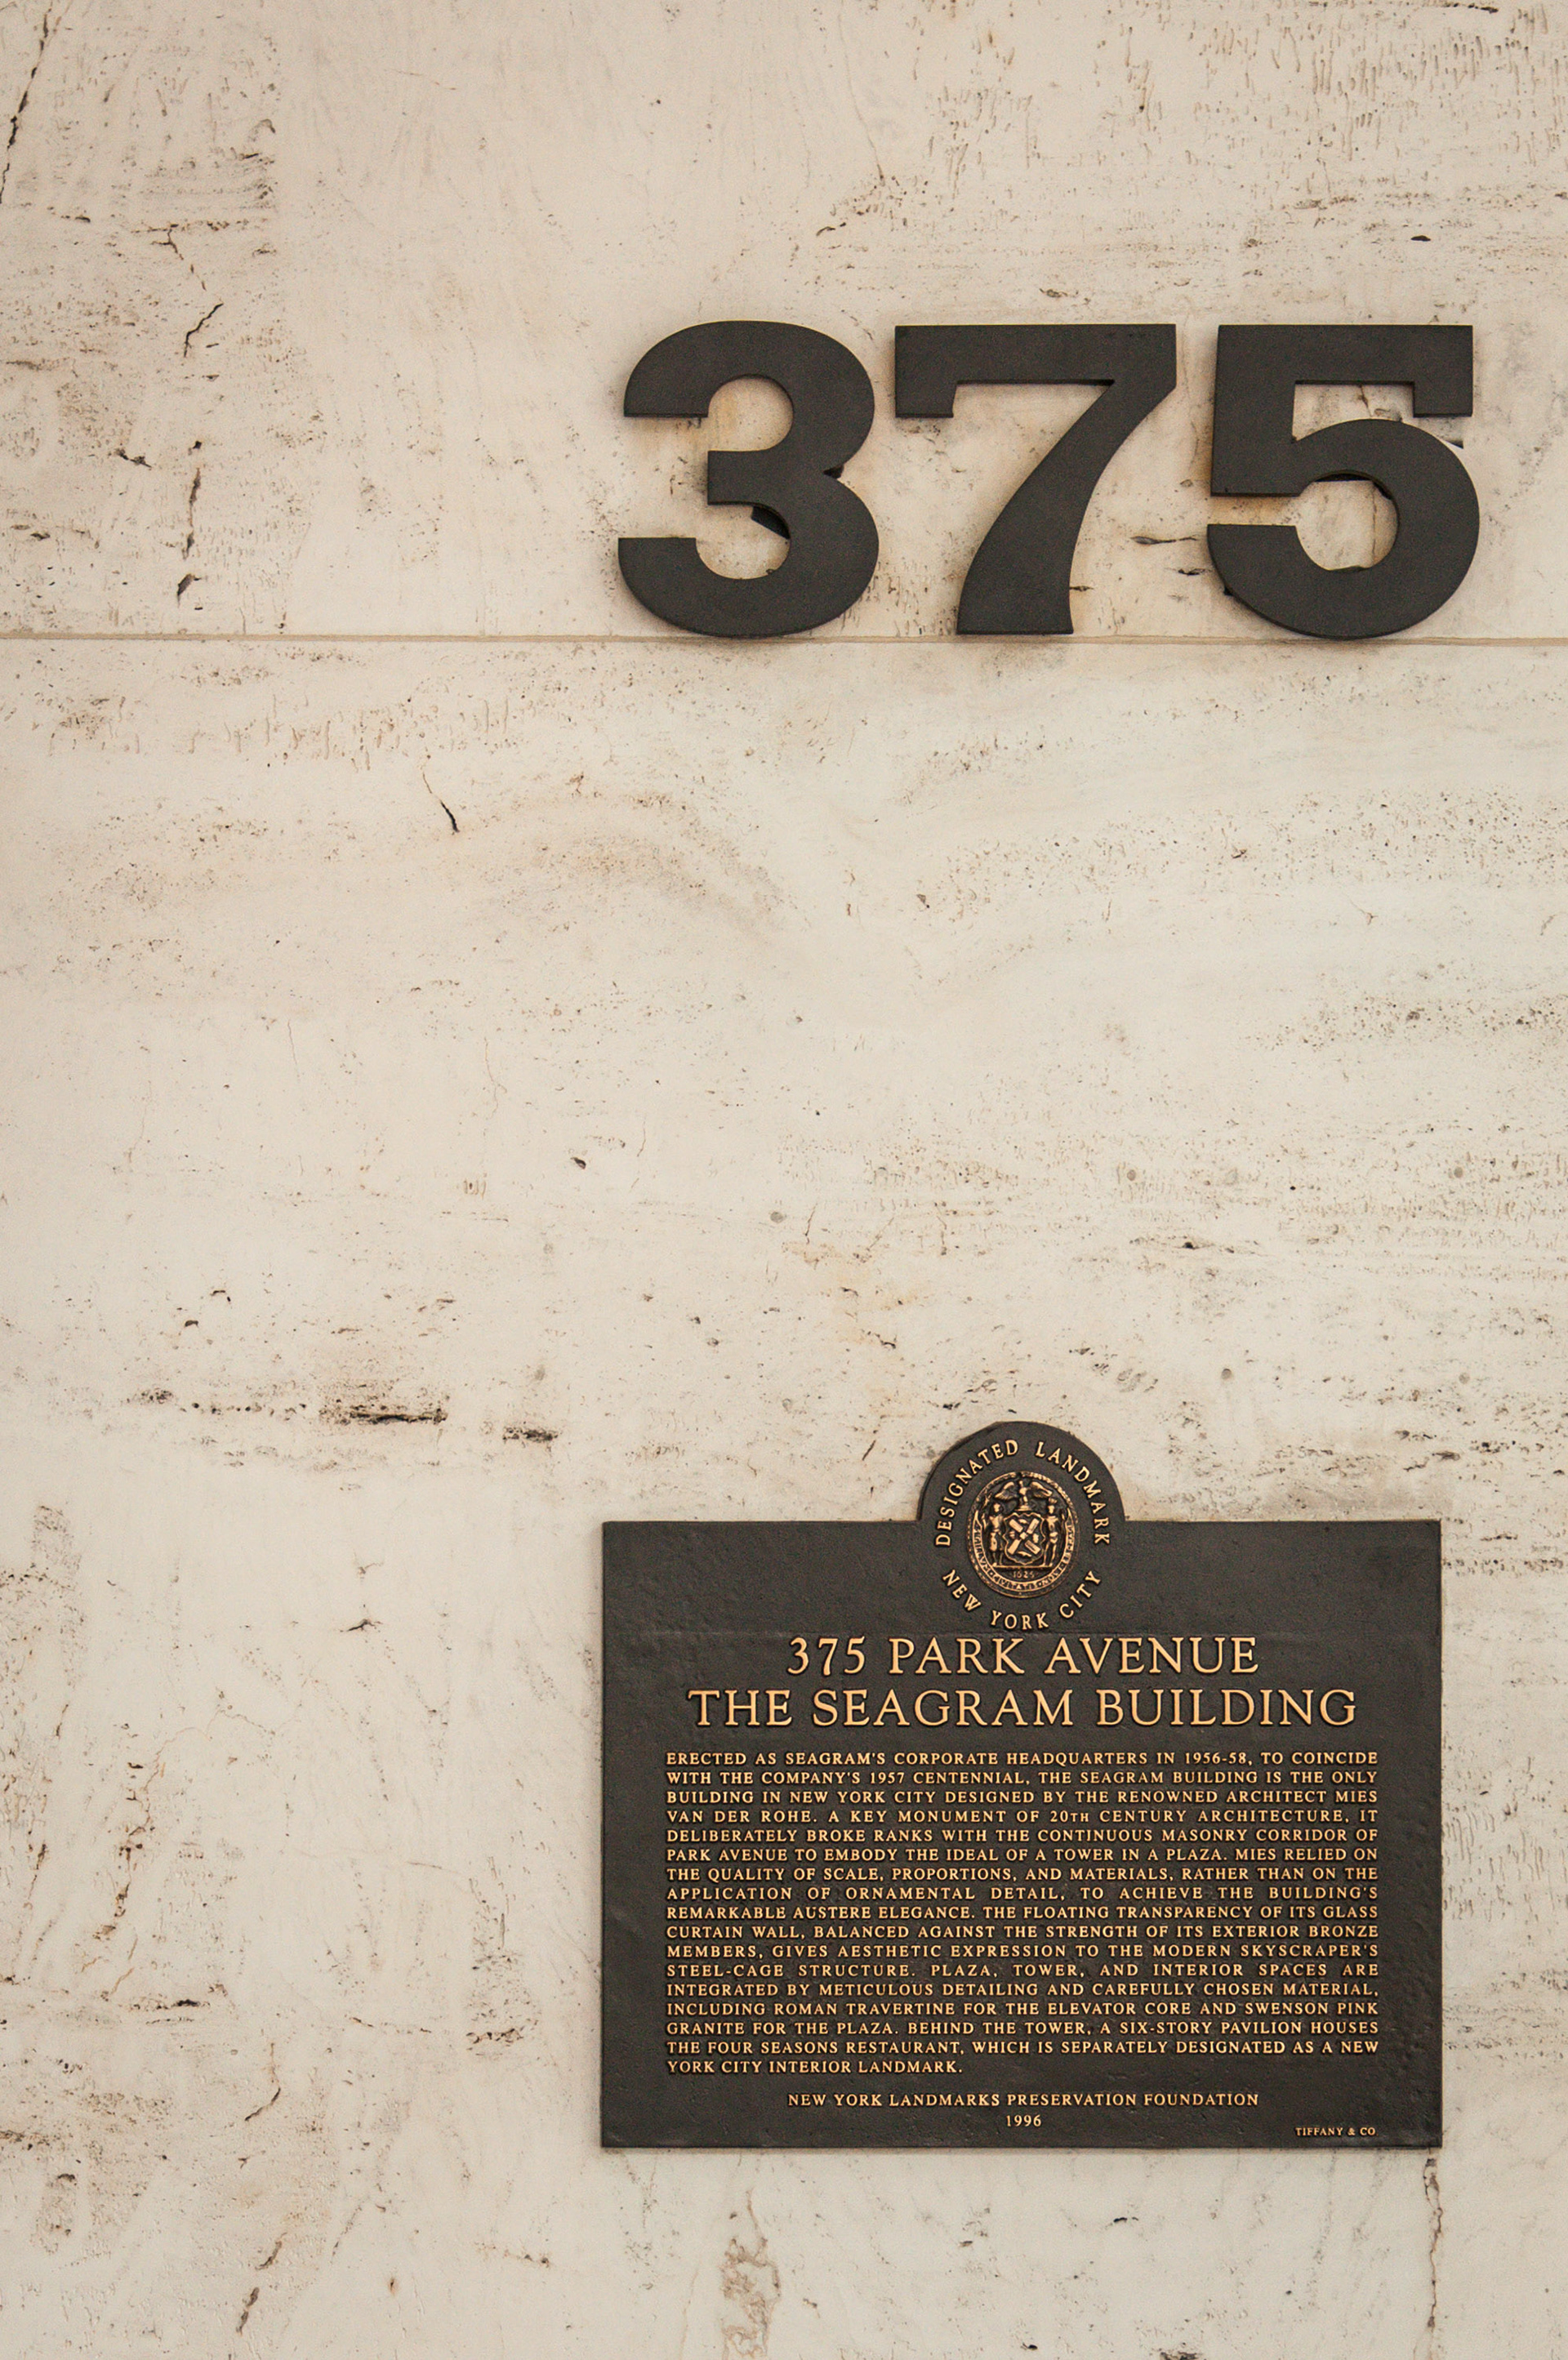 375
DESIGNATED LANDMARK
NEW YORK CITY
1625
375 PARK AVENUE
THE SEAGRAM BUILDING
ERECTED AS SEAGRAM'S CORPORATE HEADQUARTERS IN 1956-58, TO COINCIDE
WITH THE COMPANY'S 1957 CENTENNIAL, THE SEAGRAM BUILDING IS THE ONLY
BUILDING IN NEW YORK CITY DESIGNED BY THE RENOWNED ARCHITECT MIES
VAN DER ROHE. A KEY MONUMENT OF 20TH CENTURY ARCHITECTURE, IT
DELIBERATELY BROKE RANKS WITH THE CONTINUOUS MASONRY CORRIDOR OF
PARK AVENUE TO EMBODY THE IDEAL OF A TOWER IN A PLAZA. MIES RELIED ON
THE QUALITY OF SCALE, PROPORTIONS, AND MATERIALS, RATHER THAN ON THE
APPLICATION OF ORNAMENTAL DETAIL, TO ACHIEVE THE BUILDING'S
REMARKABLE AUSTERE ELEGANCE. THE FLOATING TRANSPARENCY OF ITS GLASS
CURTAIN WALL, BALANCED AGAINST THE STRENGTH OF ITS EXTERIOR BRONZE
MEMBERS, GIVES AESTHETIC EXPRESSION TO THE MODERN SKYSCRAPER'S
STEEL-CAGE STRUCTURE. PLAZA, TOWER, AND INTERIOR SPACES ARE
INTEGRATED BY METICULOUS DETAILING AND CAREFULLY CHOSEN MATERIAL,
INCLUDING ROMAN TRAVERTINE FOR THE ELEVATOR CORE AND SWENSON PINK
GRANITE FOR THE PLAZA. BEHIND THE TOWER, A SIX-STORY PAVILION HOUSES
THE FOUR SEASONS RESTAURANT, WHICH IS SEPARATELY DESIGNATED AS A NEW
YORK CITY INTERIOR LANDMARK.
NEW YORK LANDMARKS PRESERVATION FOUNDATION
1996
TIFFANY & CO